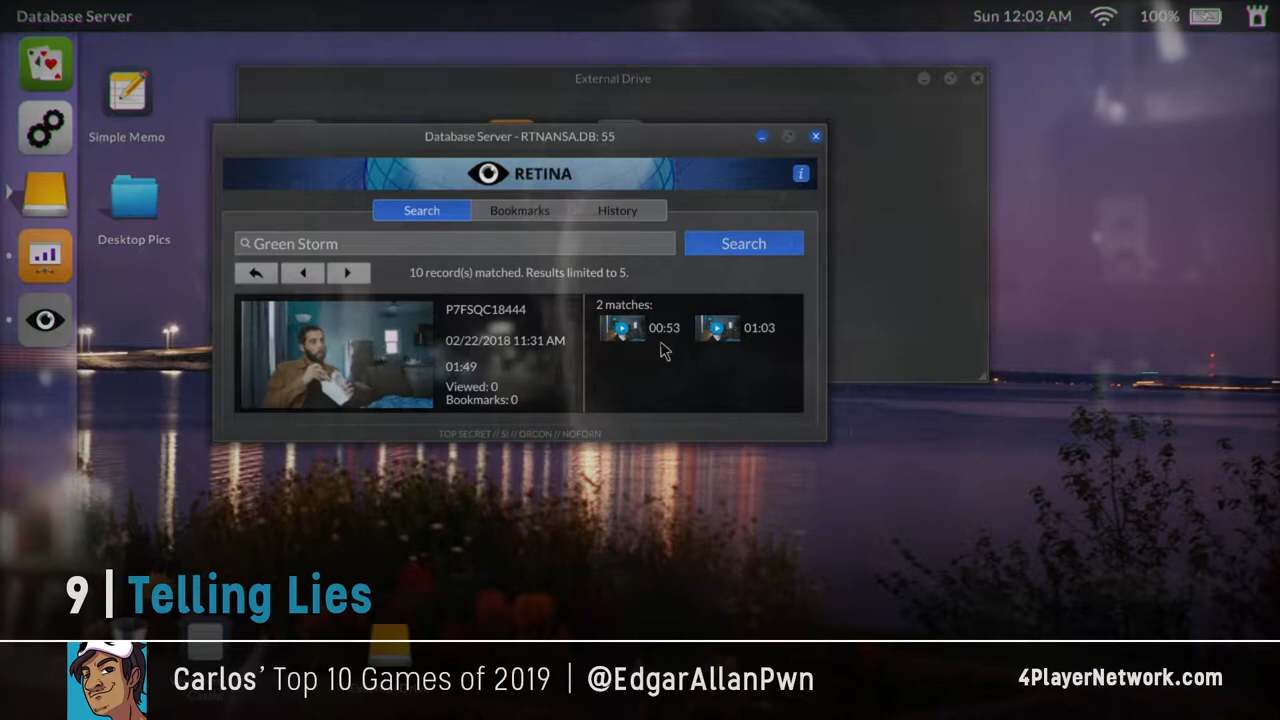 Database Server
Sun 12:03 AM
100%
External Drive
Simple Memo
Desktop Pics
Database Server - RTNANSA.DB: 55
RETINA
i
Search
Bookmarks
History
Green Storm
Search
10 record(s) matched. Results limited to 5.
P7FSQC18444
02/22/2018 11:31 AM
01:49
Viewed: 0
Bookmarks: 0
2 matches:
00:53
01:03
TOP SECRET // SI // ORCON // NOFORN
9 | Telling Lies
Carlos' Top 10 Games of 2019 | @EdgarAllanPwn
4PlayerNetwork.com